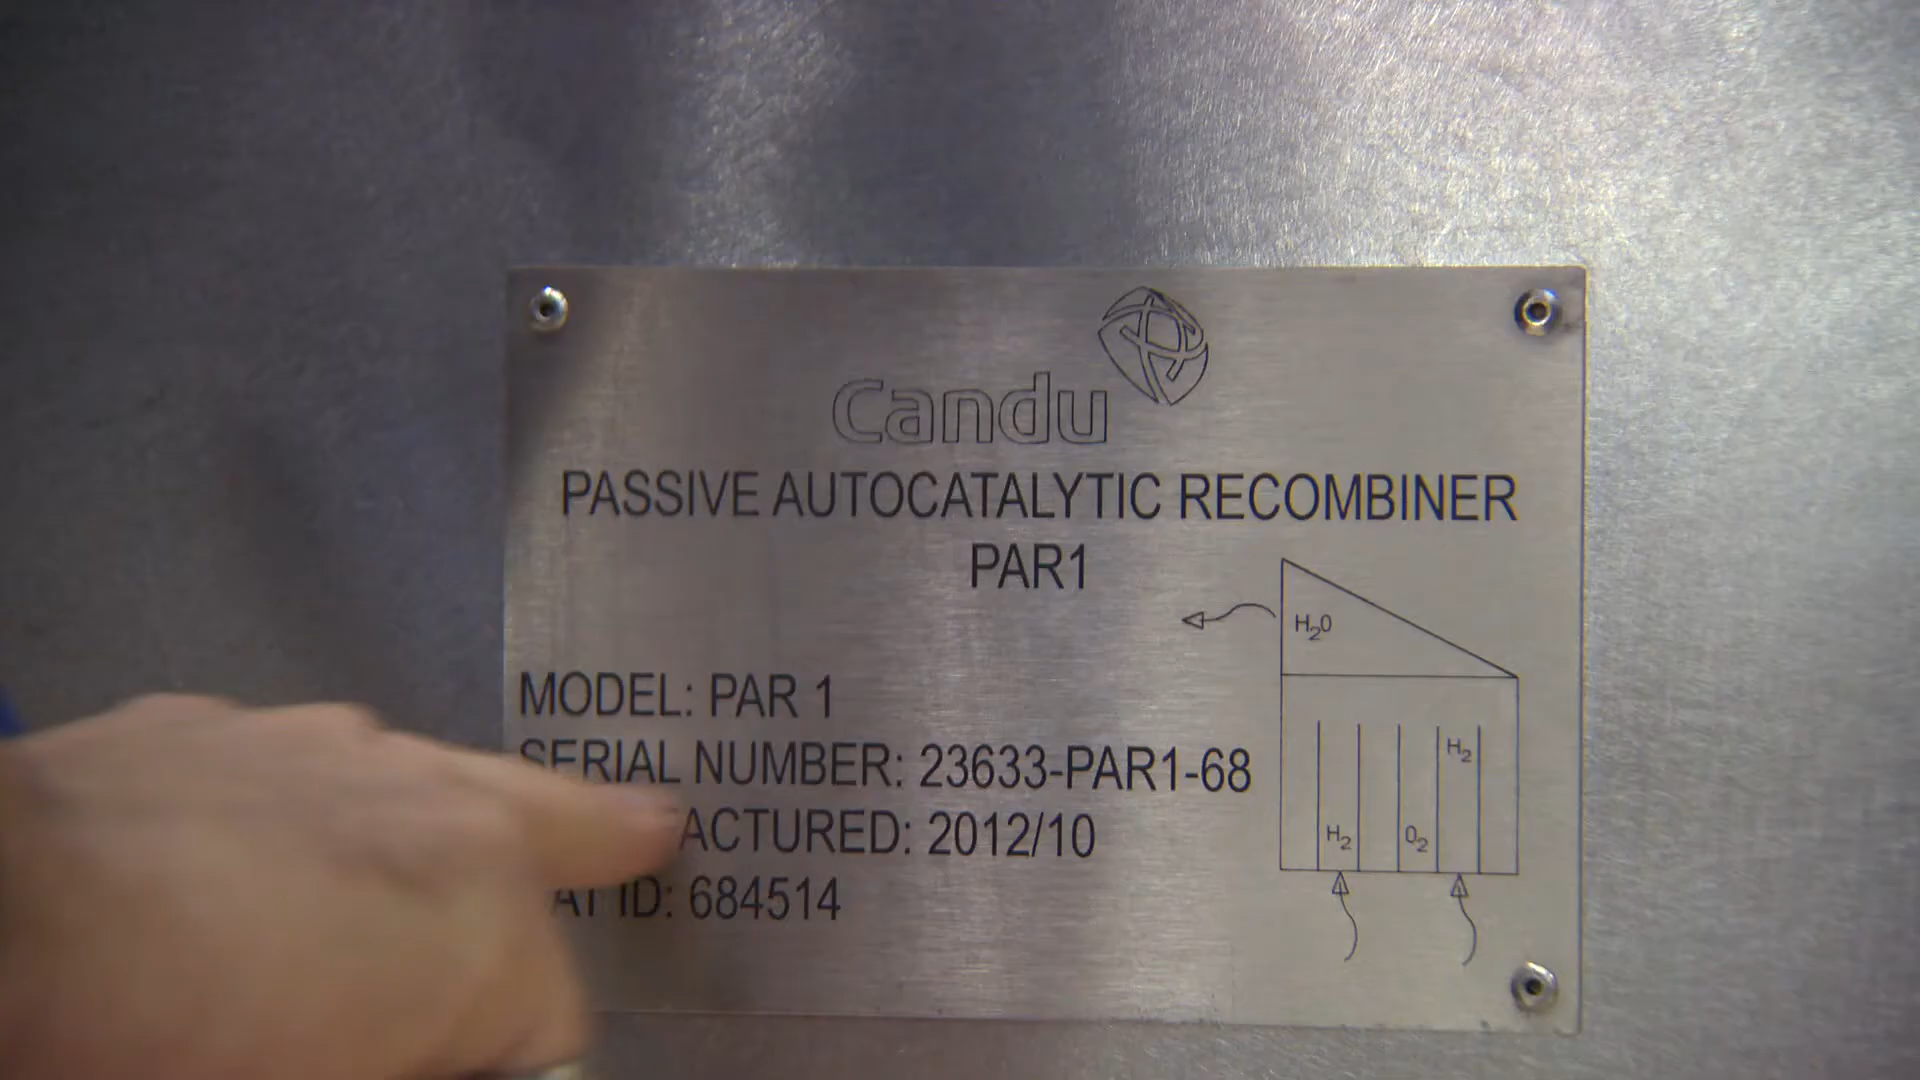 Candu
PASSIVE AUTOCATALYTIC RECOMBINER
PAR1
H₂O
MODEL: PAR 1
SERIAL NUMBER: 23633-PAR1-68
H₂
ACTURED: 2012/10
H₂ O₂
ID: 684514